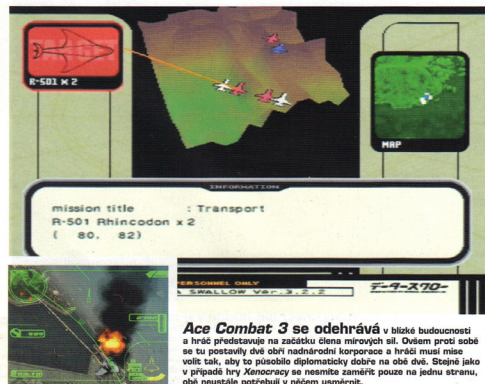 TARGET
R-501 x 2
MAP
INFORMATION
mission title : Transport
R-501 Rhincodon x 2
( 80. 82)
PERSONNEL ONLY
SWALLOW Ver.3.2.2
データースワロー
Ace Combat 3 se odehrává v blízké budoucnosti
a hráč představuje na začátku člena mírových sil. Ovšem proti sobě
se tu postavily dvě obří nadnárodní korporace a hráči musí mise
volit tak, aby to působilo diplomaticky dobře na obě dvě. Stejně jako
v případě hry Xenocracy se nesmíte zaměřit pouze na jednu stranu,
obě neustále potřebují v něčem usměrnit.